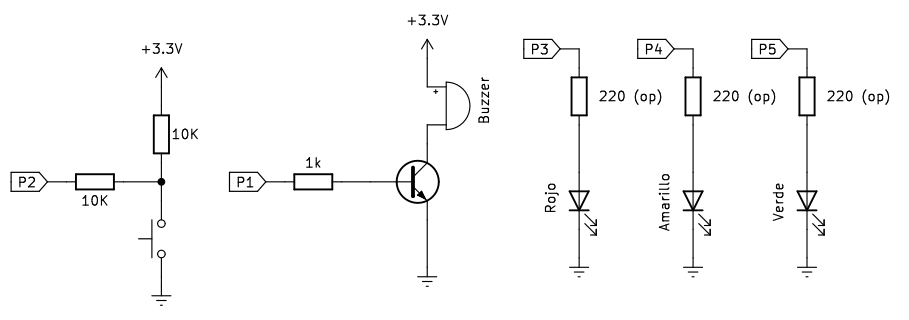 +3.3V
10K
P2
10K
+3.3V
+
Buzzer
1k
P1
P3
220 (op)
Rojo
P4
220 (op)
Amarillo
P5
220 (op)
Verde